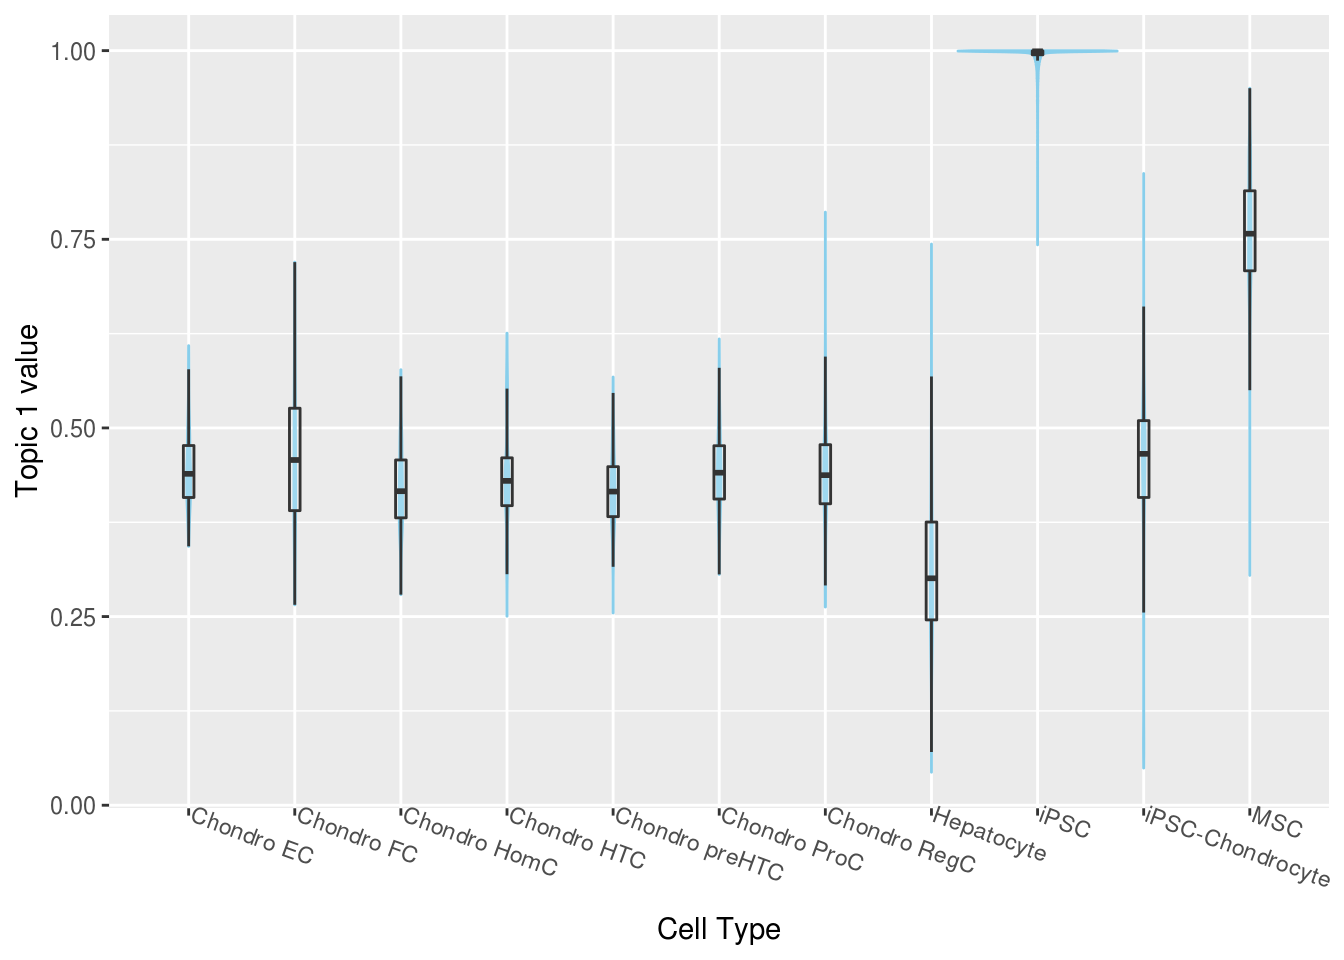 1.00
0.75
0.50
0.25
0.00
Topic 1 value
Chondro EC
Chondro FC
Chondro HomC
Chondro HTC
Chondro preHTC
Chondro ProC
Chondro RegC
Hepatocyte
iPSC
iPSC-Chondrocyte
MSC
Cell Type